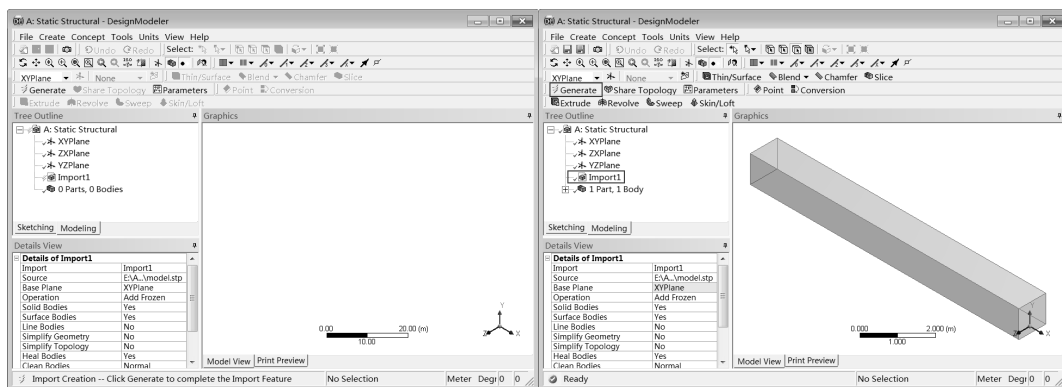 A: Static Structural - DesignModeler
File Create Concept Tools Units View Help
Undo Redo Select:
XYPlane None Thin/Surface Blend Chamfer Slice
Generate Share Topology Parameters Point Conversion
Extrude Revolve Sweep Skin/Loft
Tree Outline
A: Static Structural
XYPlane
ZXPlane
YZPlane
Import1
0 Parts, 0 Bodies
Sketching Modeling
Details View
Details of Import1
Import Import1
Source E:\A...\model.stp
Base Plane XYPlane
Operation Add Frozen
Solid Bodies Yes
Surface Bodies Yes
Line Bodies No
Simplify Geometry No
Simplify Topology No
Heal Bodies Yes
Clean Bodies Normal
Graphics
0.00 20.00 (m)
10.00
Y
Z X
Model View Print Preview
Import Creation -- Click Generate to complete the Import Feature No Selection Meter Degr 0 0
A: Static Structural - DesignModeler
File Create Concept Tools Units View Help
Undo Redo Select:
XYPlane None Thin/Surface Blend Chamfer Slice
Generate Share Topology Parameters Point Conversion
Extrude Revolve Sweep Skin/Loft
Tree Outline
A: Static Structural
XYPlane
ZXPlane
YZPlane
Import1
1 Part, 1 Body
Sketching Modeling
Details View
Details of Import1
Import Import1
Source E:\A...\model.stp
Base Plane XYPlane
Operation Add Frozen
Solid Bodies Yes
Surface Bodies Yes
Line Bodies No
Simplify Geometry No
Simplify Topology No
Heal Bodies Yes
Clean Bodies Normal
Graphics
0.000 2.000 (m)
1.000
Y
Z X
Model View Print Preview
Ready No Selection Meter Degr 0 0